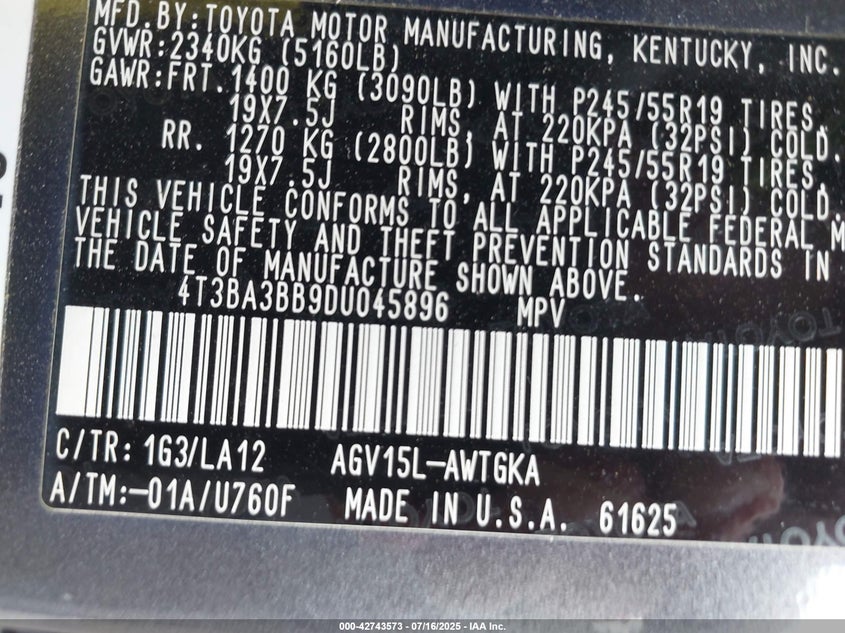 MFD.BY:TOYOTA MOTOR MANUFACTURING, KENTUCKY, INC.
GVWR:2340KG (5160LB)
GAWR:FRT.1400 KG (3090LB) WITH P245/55R19 TIRES,
19X7.5J RIMS, AT 220KPA (32PSI) COLD.
RR. 1270 KG (2800LB) WITH P245/55R19 TIRES,
19X7.5J RIMS, AT 220KPA (32PSI) COLD.
THIS VEHICLE CONFORMS TO ALL APPLICABLE FEDERAL M
VEHICLE SAFETY AND THEFT PREVENTION STANDARDS IN
THE DATE OF MANUFACTURE SHOWN ABOVE.
4T3BA3BB9DU045896 MPV
C/TR: 1G3/LA12 AGV15L-AWTGKA
A/TM:-01A/U760F MADE IN U.S.A. 61625
000-42743573 - 07/16/2025 - IAA Inc.